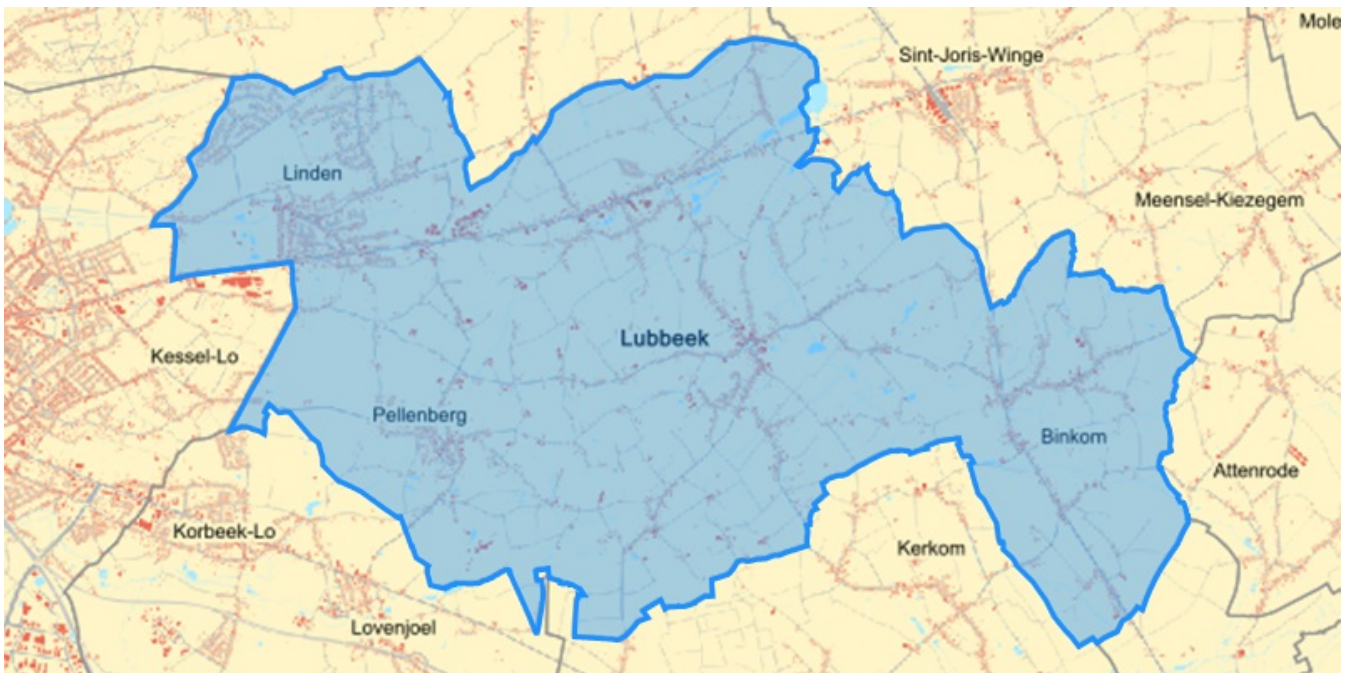 Mole
Sint-Joris-Winge
Linden
Meensel-Kiezegem
Lubbeek
Kessel-Lo
Pellenberg
Binkom
Attenrode
Korbeek-Lo
Kerkom
Lovenjoel